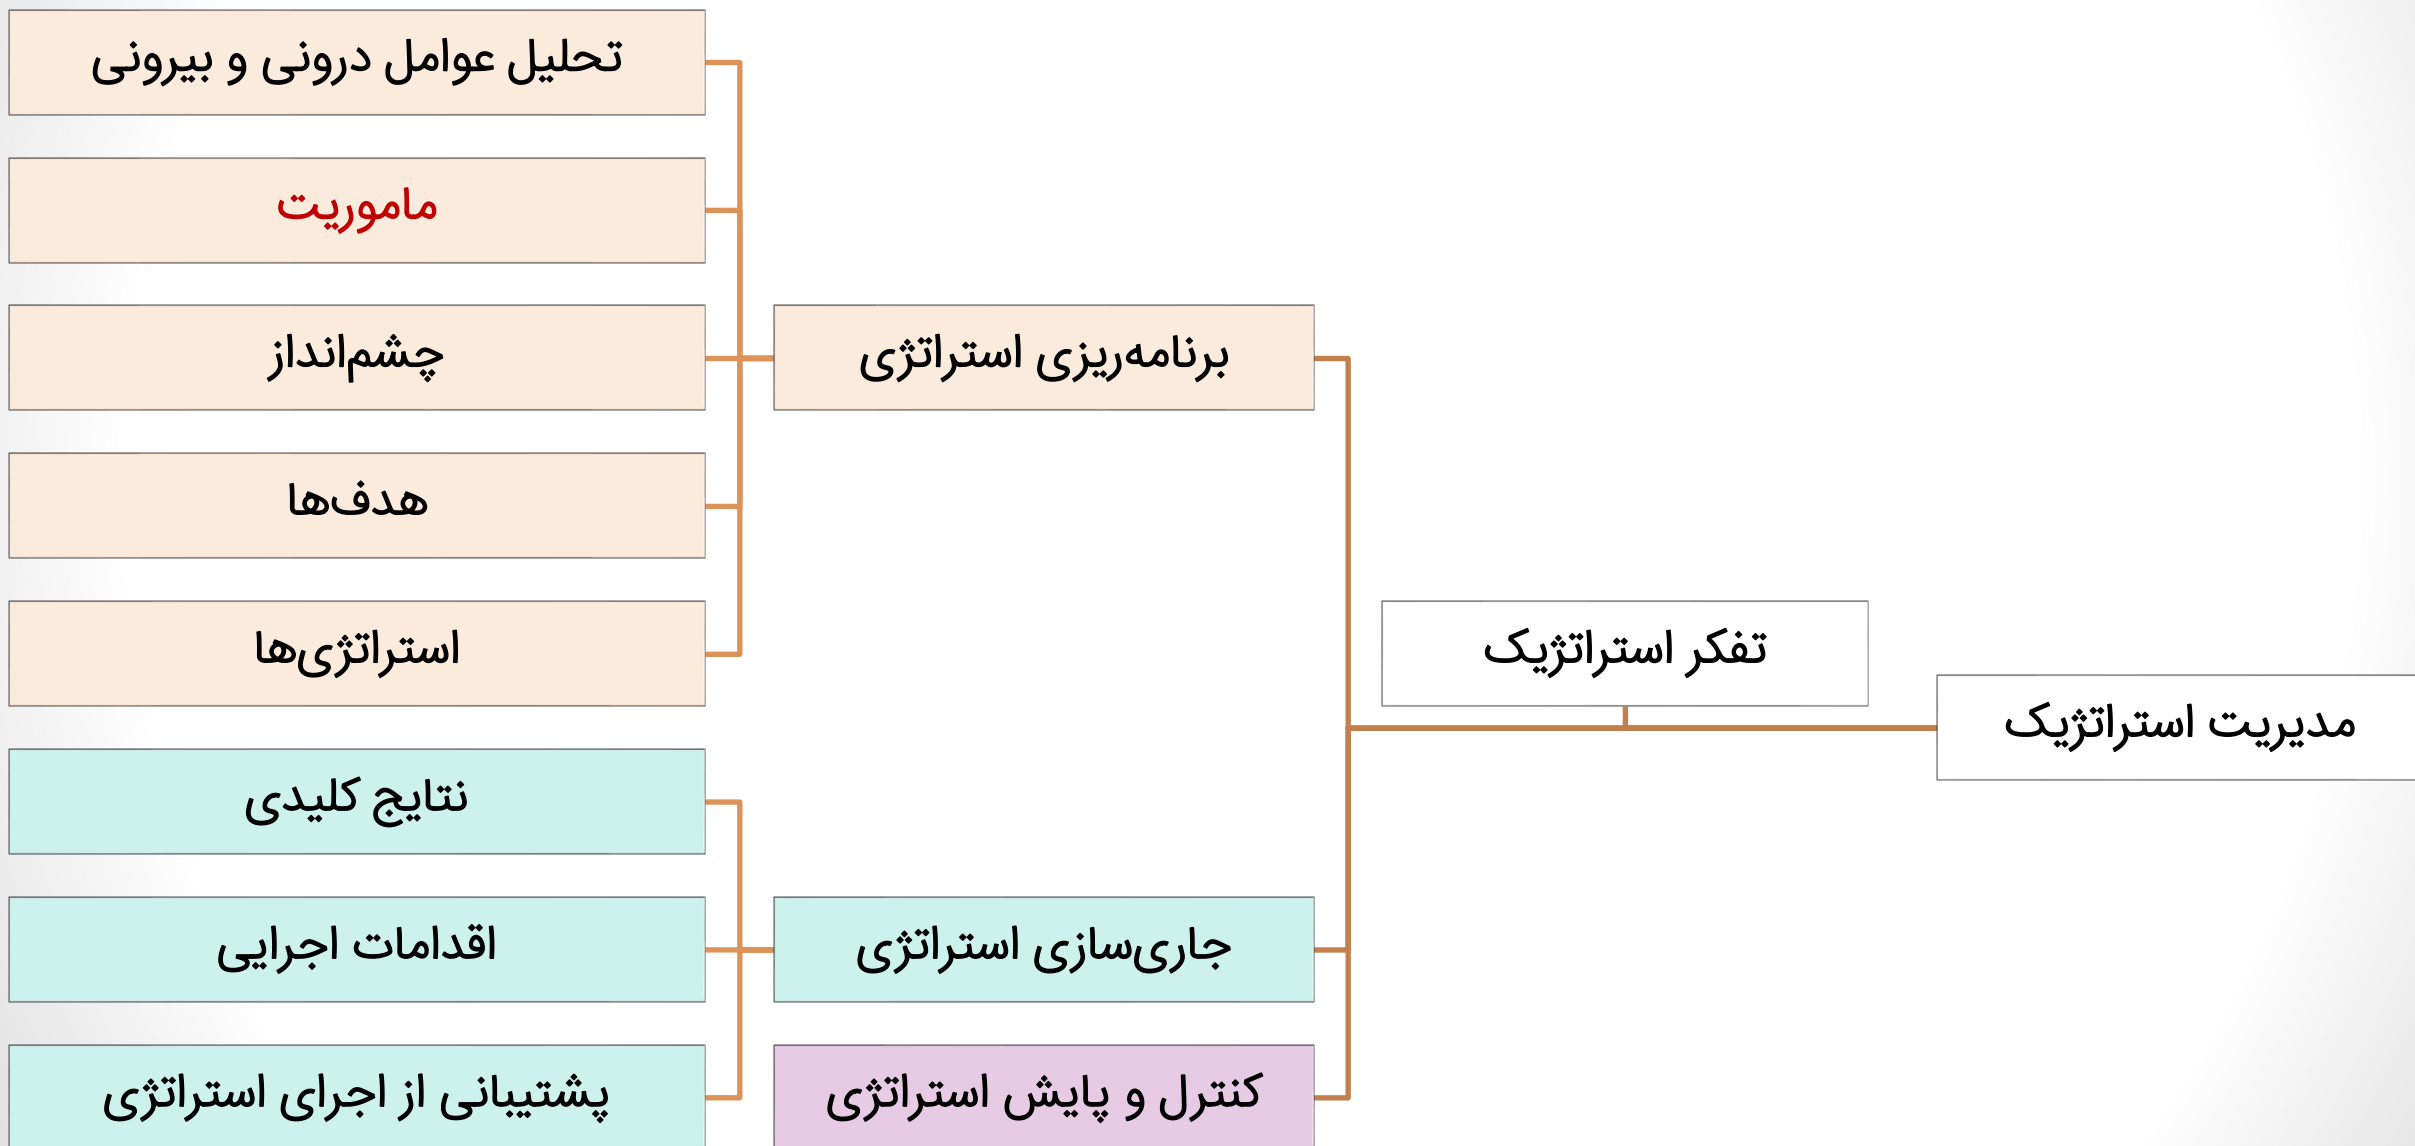 مدیریت استراتژیک
تفکر استراتژیک
برنامه‌ریزی استراتژی
تحلیل عوامل درونی و بیرونی
ماموریت
چشم‌انداز
هدف‌ها
استراتژی‌ها
جاری‌سازی استراتژی
نتایج کلیدی
اقدامات اجرایی
پشتیبانی از اجرای استراتژی
کنترل و پایش استراتژی